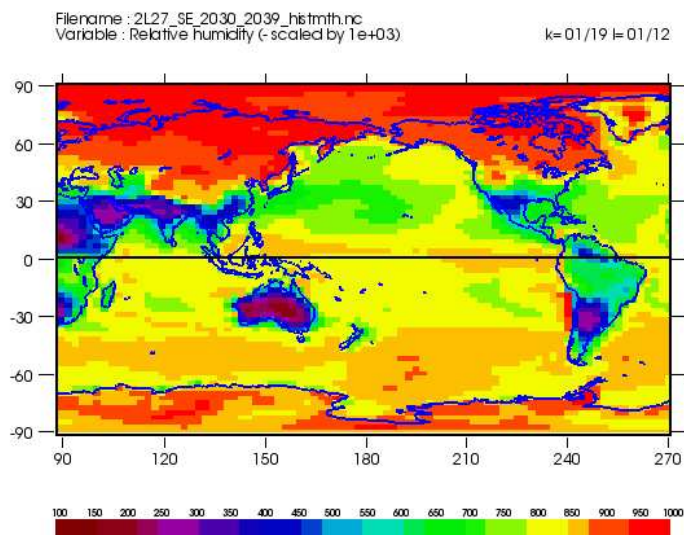 Filename : 2L27_SE_2030_2039_histmth.nc
Variable : Relative humidity (- scaled by 1e+03) k= 01/19 l= 01/12
90
60
30
0
-30
-60
-90
90 120 150 180 210 240 270
100 150 200 250 300 350 400 450 500 550 600 650 700 750 800 850 900 950 1000